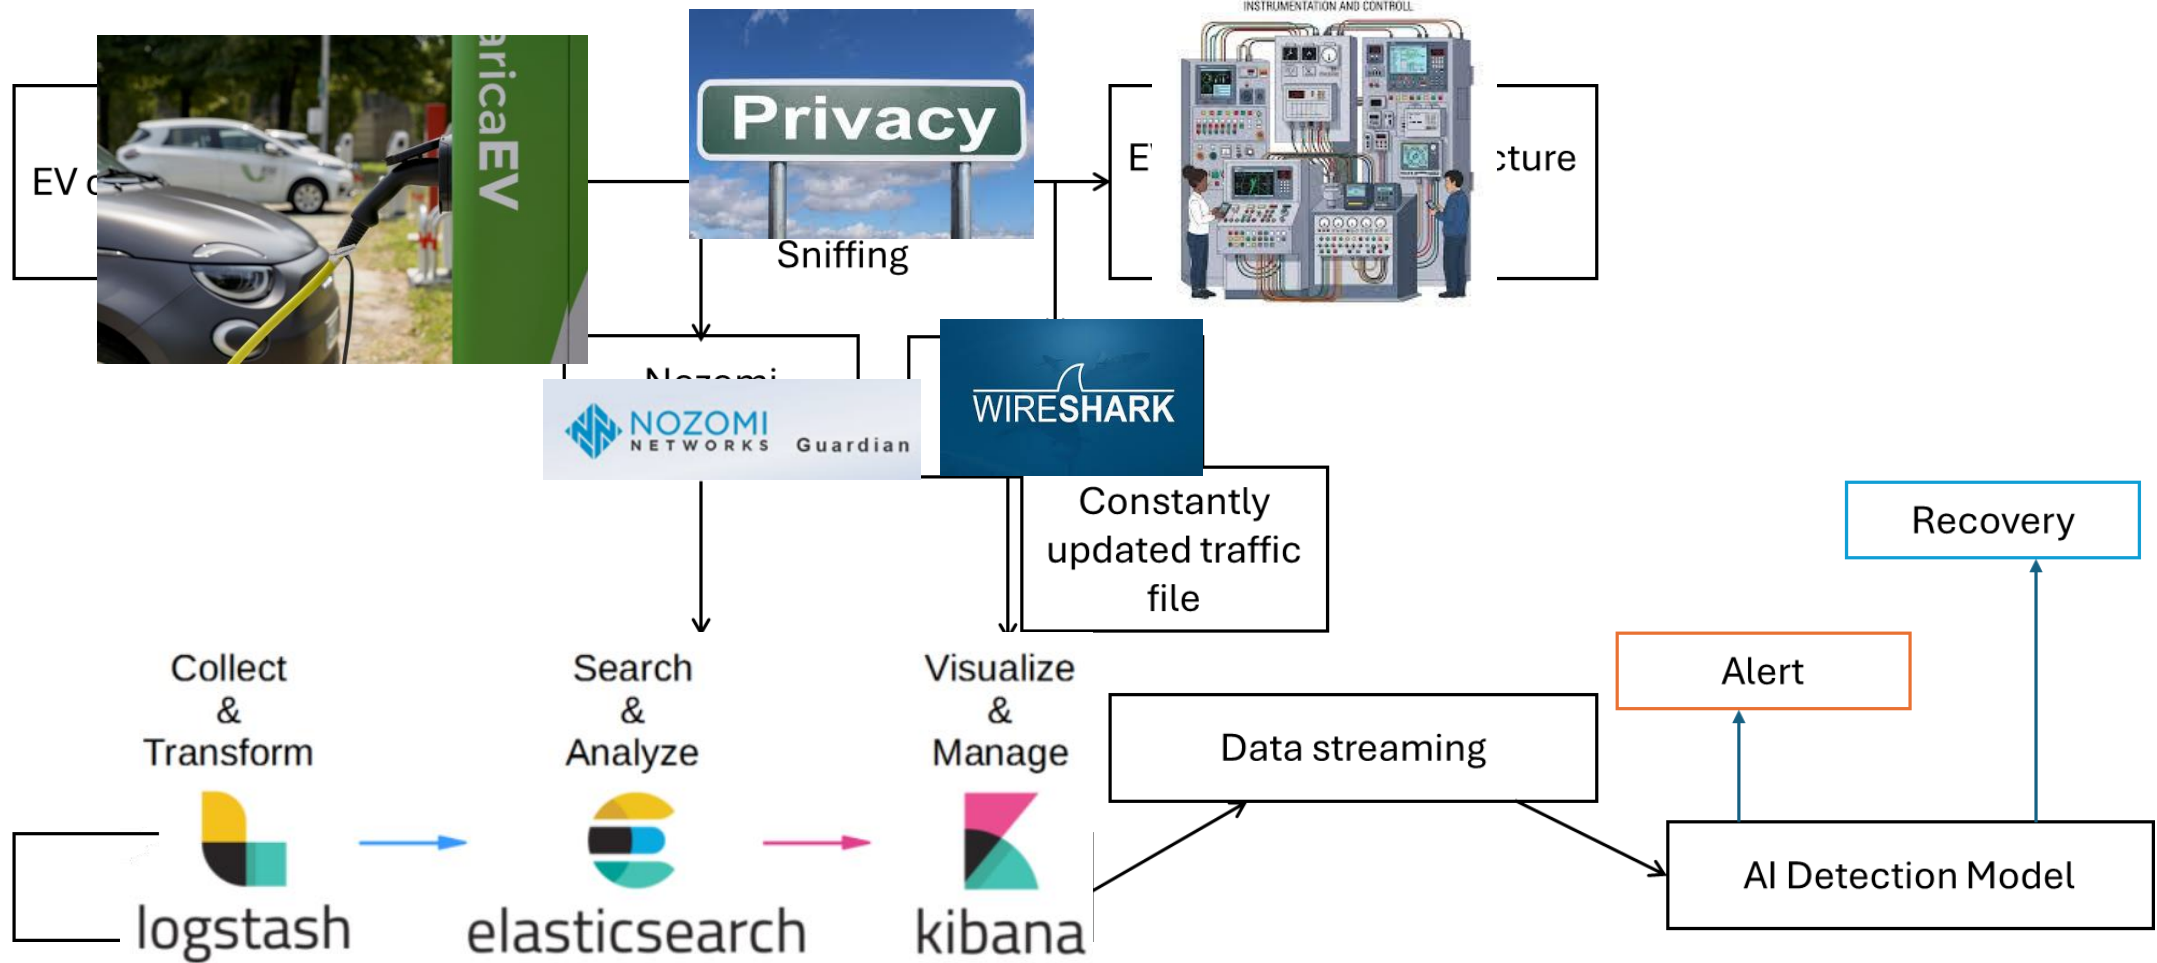 INSTRUMENTATION AND CONTROLL
aricaEV
Privacy
EV
cture
Sniffing
Nozomi
NOZOMI
NETWORKS Guardian
WIRESHARK
Constantly
updated traffic
file
Recovery
Alert
Collect
&
Transform
Search
&
Analyze
Visualize
&
Manage
Data streaming
AI Detection Model
logstash
elasticsearch
kibana